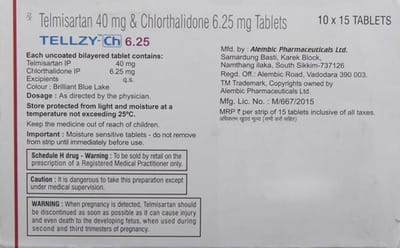 ℞ Telmisartan 40 mg & Chlorthalidone 6.25 mg Tablets
10 x 15 TABLETS
TELLZY-Ch 6.25
Each uncoated bilayered tablet contains:
Telmisartan IP 40 mg
Chlorthalidone IP 6.25 mg
Excipients q.s.
Colour : Brilliant Blue Lake
Dosage : As directed by the physician.
Store protected from light and moisture at a
temperature not exceeding 25°C.
Keep the medicine out of reach of children.
Important : Moisture sensitive tablets - do not remove
from strip until immediately before use.
Schedule H drug - Warning : To be sold by retail on the
prescription of a Registered Medical Practitioner only.
Caution : It is dangerous to take this preparation except
under medical supervision.
WARNING : When pregnancy is detected, Telmisartan should
be discontinued as soon as possible as it can cause injury
and even death to the developing fetus, when used during
second and third trimesters of pregnancy.
Mfd. by : Alembic Pharmaceuticals Ltd.
Samardung Basti, Karek Block,
Namthang Ilaka, South Sikkim-737126
Regd. Off : Alembic Road, Vadodara 390 003.
TM Trademark, Copyrights owned by
Alembic Pharmaceuticals Ltd.
Mfg. Lic. No. : M/667/2015
MRP ₹ per strip of 15 tablets inclusive of all taxes.
अधिकतम खुदरा मूल्य (सभी करों सहित)